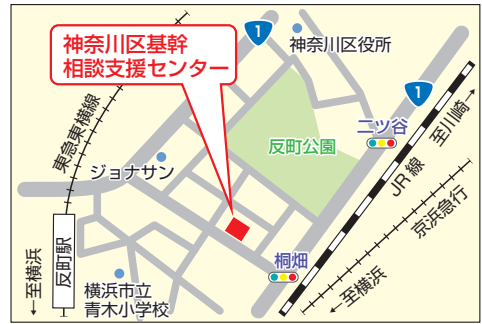 神奈川区基幹
相談支援センター
1
神奈川区役所
1
東急東横線
反町公園
二ツ谷
至川崎→
ジョナサン
JR線
京浜急行
反町駅
←至横浜
横浜市立
青木小学校
桐畑
←至横浜